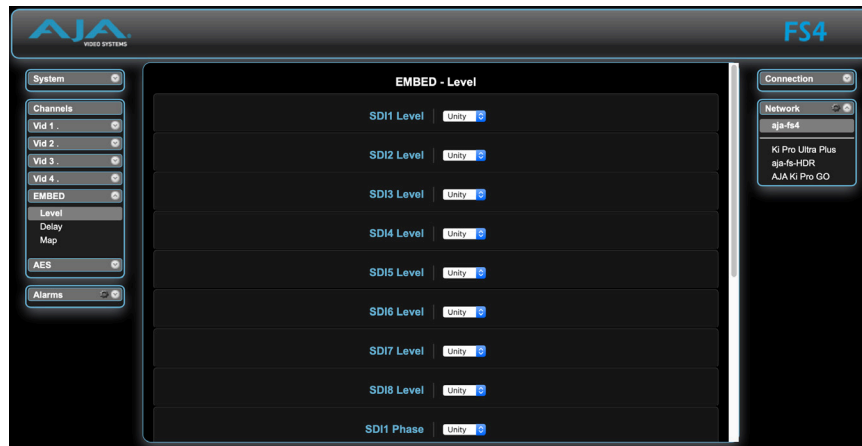 AJA
VIDEO SYSTEMS
FS4
System
Channels
Vid 1 .
Vid 2 .
Vid 3 .
Vid 4 .
EMBED
Level
Delay
Map
AES
Alarms
EMBED - Level
SDI1 Level Unity
SDI2 Level Unity
SDI3 Level Unity
SDI4 Level Unity
SDI5 Level Unity
SDI6 Level Unity
SDI7 Level Unity
SDI8 Level Unity
SDI1 Phase Unity
Connection
Network
aja-fs4
Ki Pro Ultra Plus
aja-fs-HDR
AJA Ki Pro GO